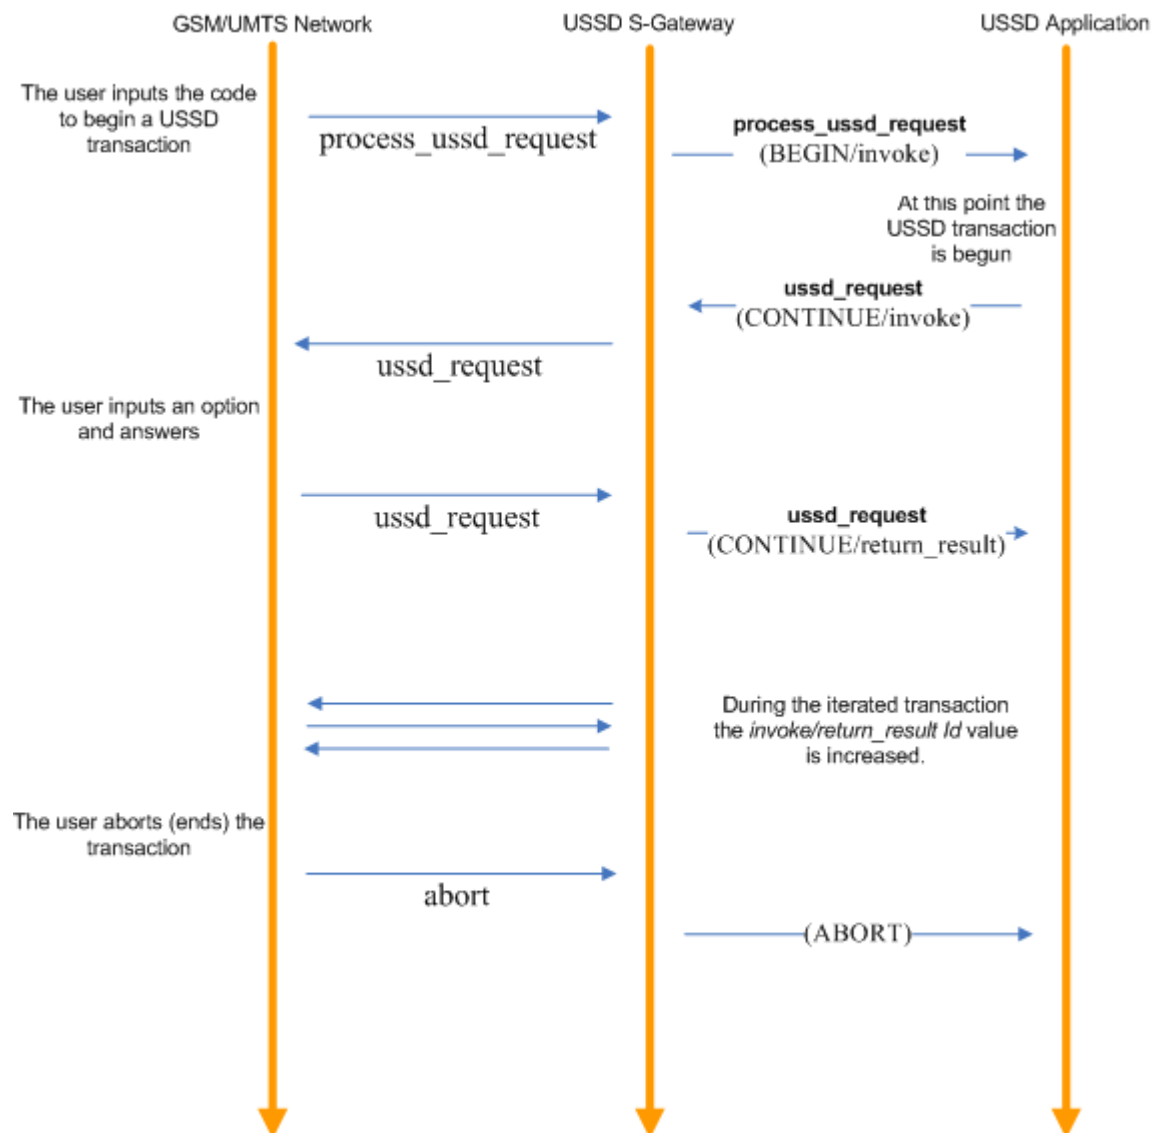 GSM/UMTS Network
USSD S-Gateway
USSD Application
The user inputs the code
to begin a USSD
transaction
process_ussd_request
process_ussd_request
(BEGIN/invoke)
At this point the
USSD transaction
is begun
ussd_request
(CONTINUE/invoke)
ussd_request
The user inputs an option
and answers
ussd_request
ussd_request
(CONTINUE/return_result)
During the iterated transaction
the invoke/return_result Id value
is increased.
The user aborts (ends) the
transaction
abort
(ABORT)